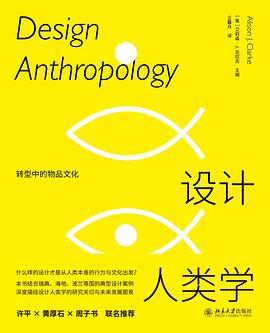 Design
Anthropology
Alison J. Clarke
［英］艾莉森·J.克拉克 主编
王馨月 译
转型中的物品文化
设计
人类学
什么样的设计才是从人类本身的行为与文化出发？
本书结合瑞典、海地、波兰等国的典型设计案例
深度描绘设计人类学的研究关切与未来发展图景
许平 × 黄厚石 × 周子书 联名推荐
北京大学出版社